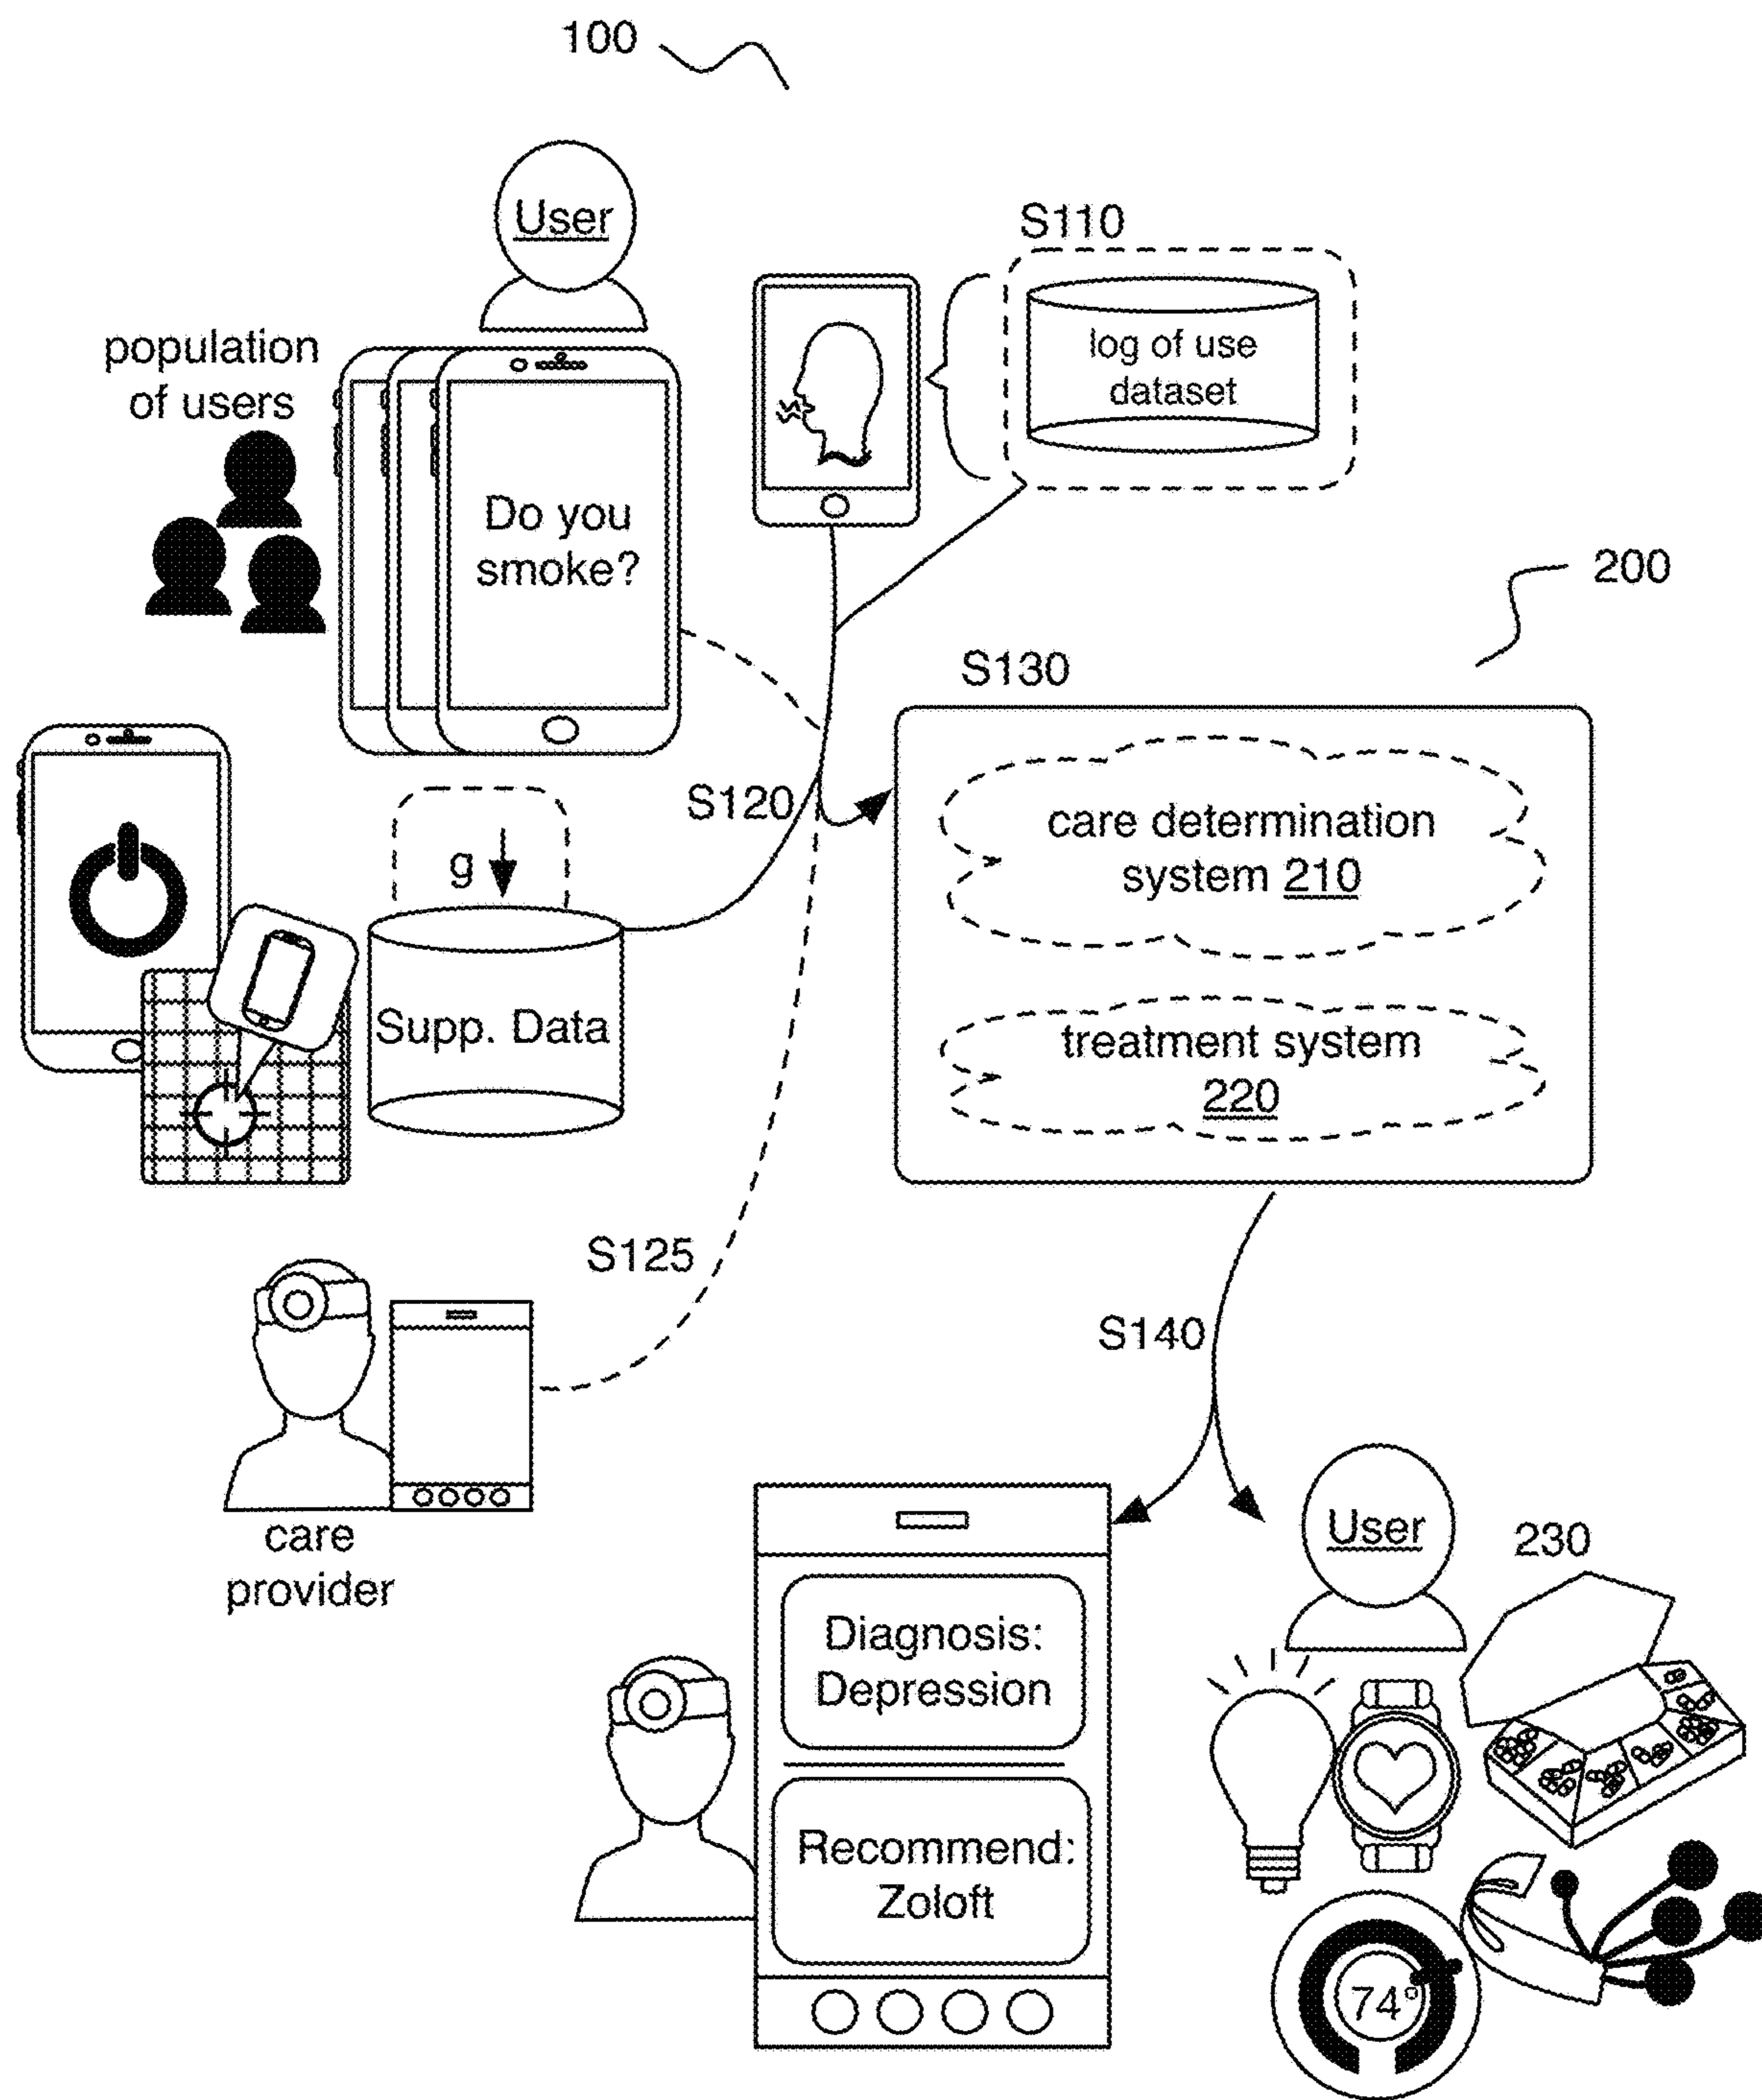 100
User
S110
population
of users
log of use
dataset
Do you
smoke?
200
S130
S120
care determination
system 210
g
Supp. Data
treatment system
220
S125
S140
care
provider
User
230
Diagnosis:
Depression
Recommend:
Zoloft
74°